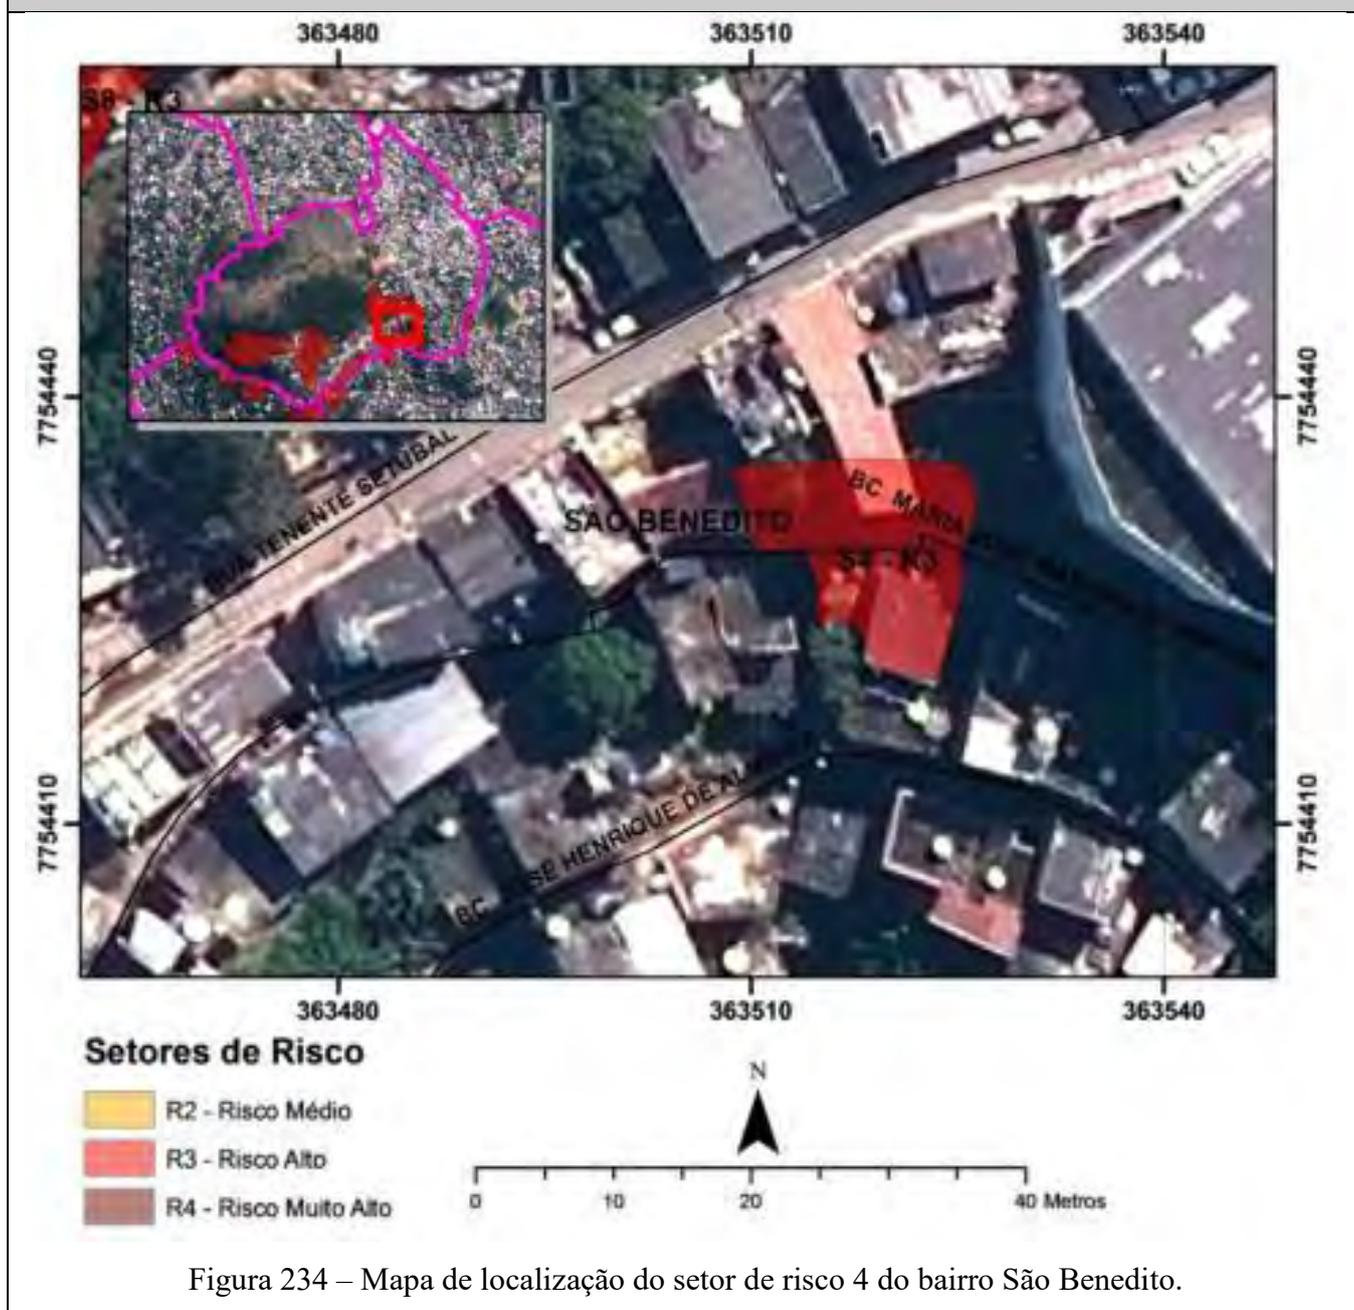 363480 363510 363540
S8 - R3
7754440 7754440
RUA TENENTE SETUBAL
BC MARIA
SAO BENEDITO
S4 - R3
7754410 7754410
BC SE HENRIQUE DE AL
363480 363510 363540
Setores de Risco
N
R2 - Risco Médio
R3 - Risco Alto
R4 - Risco Muito Alto
0 10 20 40 Metros
Figura 234 – Mapa de localização do setor de risco 4 do bairro São Benedito.